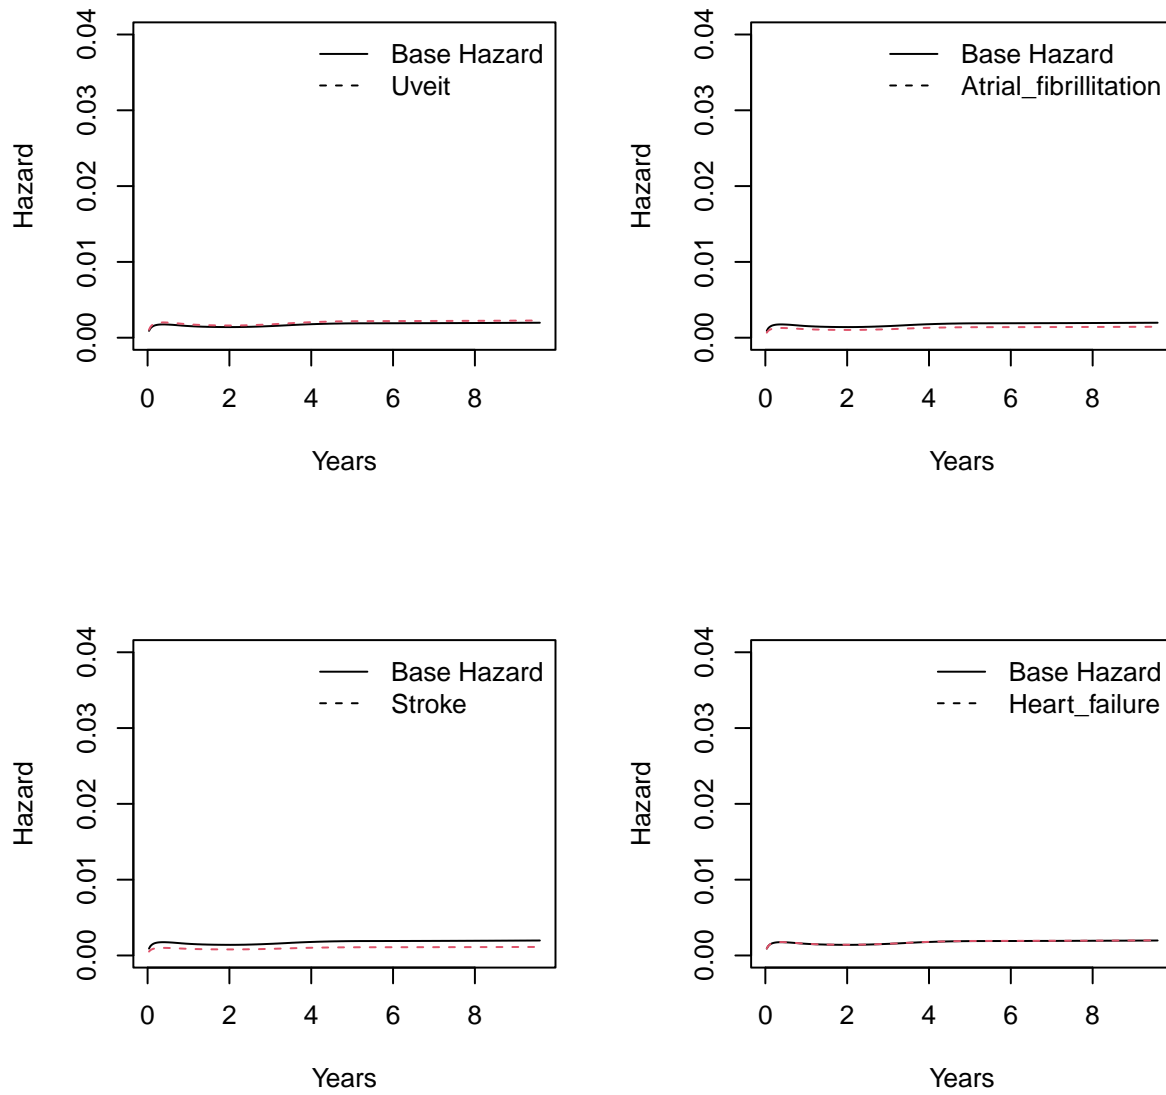 Base Hazard
Uveit
Hazard
0.00 0.01 0.02 0.03 0.04
0 2 4 6 8
Years
Base Hazard
Atrial_fibrillitation
Hazard
0.00 0.01 0.02 0.03 0.04
0 2 4 6 8
Years
Base Hazard
Stroke
Hazard
0.00 0.01 0.02 0.03 0.04
0 2 4 6 8
Years
Base Hazard
Heart_failure
Hazard
0.00 0.01 0.02 0.03 0.04
0 2 4 6 8
Years